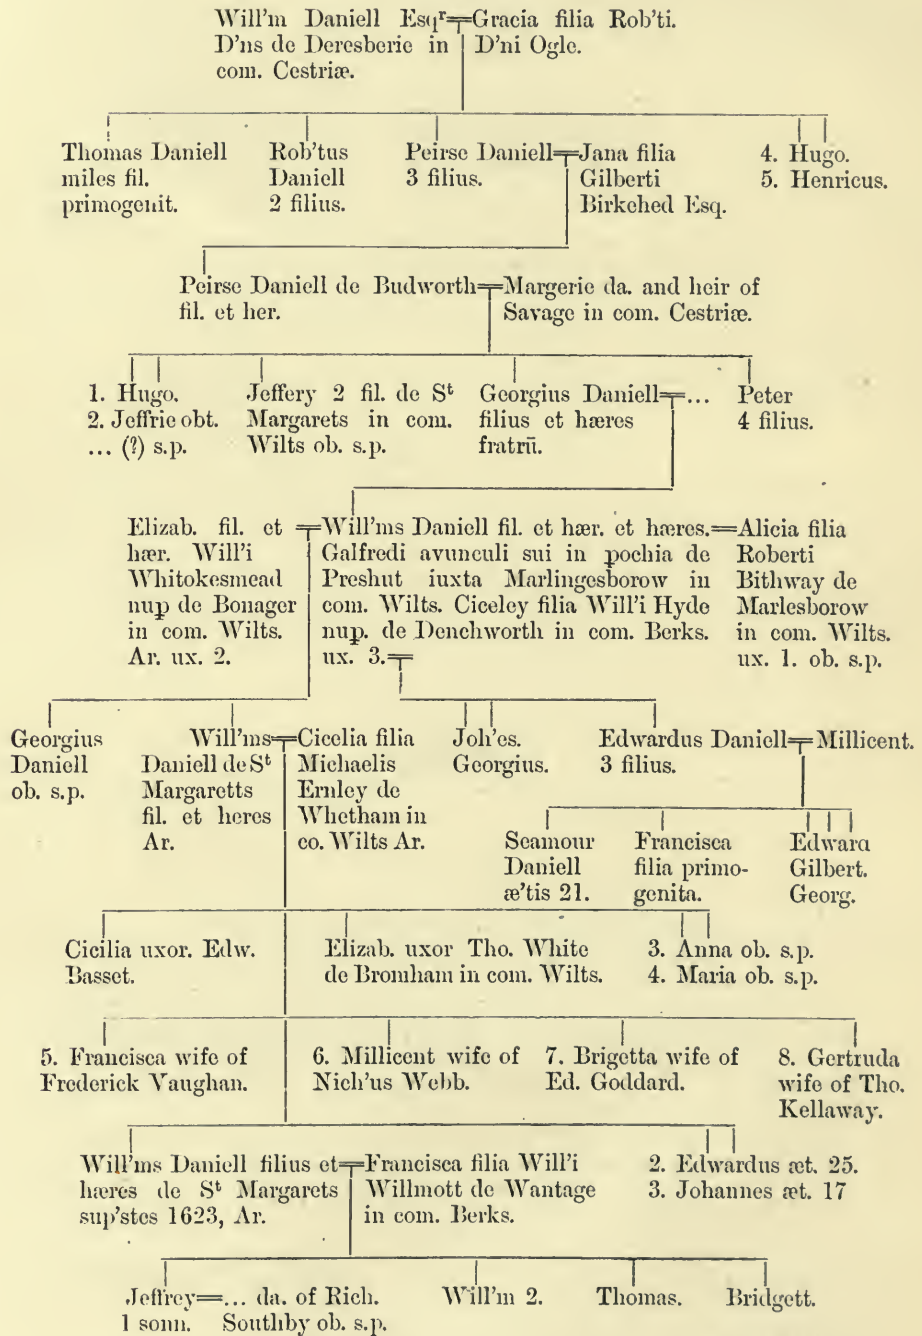 Will'm Daniell Esqʳ Gracia filia Rob'ti.
D'ns de Deresberie in D'ni Ogle.
com. Cestriæ.
Thomas Daniell
miles fil.
primogenit.
Rob'tus
Daniell
2 filius.
Peirse Daniell
3 filius.
Jana filia
Gilberti
Birkehed Esq.
4. Hugo.
5. Henricus.
Peirse Daniell de Budworth
fil. et her.
Margerie da. and heir of
Savage in com. Cestriæ.
1. Hugo.
2. Jeffrie obt.
... (?) s.p.
Jeffery 2 fil. de Sᵗ
Margarets in com.
Wilts ob. s.p.
Georgius Daniell
filius et hæres
fratrū.
...
Peter
4 filius.
Elizab. fil. et
hær. Will'i
Whitokesmead
nup de Bonager
in com. Wilts.
Ar. ux. 2.
Will'ms Daniell fil. et hær. et hæres.
Galfredi avunculi sui in pochia de
Preshut iuxta Marlingesborow in
com. Wilts. Ciceley filia Will'i Hyde
nup. de Denchworth in com. Berks.
ux. 3.
Alicia filia
Roberti
Bithway de
Marlesborow
in com. Wilts.
ux. 1. ob. s.p.
Georgius
Daniell
ob. s.p.
Will'ms
Daniell de Sᵗ
Margaretts
fil. et heres
Ar.
Cicelia filia
Michaelis
Ernley de
Whetham in
co. Wilts Ar.
Joh'es.
Georgius.
Edwardus Daniell
3 filius.
Millicent.
Seamour
Daniell
æ'tis 21.
Francisca
filia primo-
genita.
Edward
Gilbert.
Georg.
Cicilia uxor. Edw.
Basset.
Elizab. uxor Tho. White
de Bromham in com. Wilts.
3. Anna ob. s.p.
4. Maria ob. s.p.
5. Francisca wife of
Frederick Vaughan.
6. Millicent wife of
Nich'us Webb.
7. Brigetta wife of
Ed. Goddard.
8. Gertruda
wife of Tho.
Kellaway.
Will'ms Daniell filius et
hæres de Sᵗ Margarets
sup'stes 1623, Ar.
Francisca filia Will'i
Willmott de Wantage
in com. Berks.
2. Edwardus æt. 25.
3. Johannes æt. 17
Jeffrey
1 sonn.
... da. of Rich.
Southby ob. s.p.
Will'm 2.
Thomas.
Bridgett.